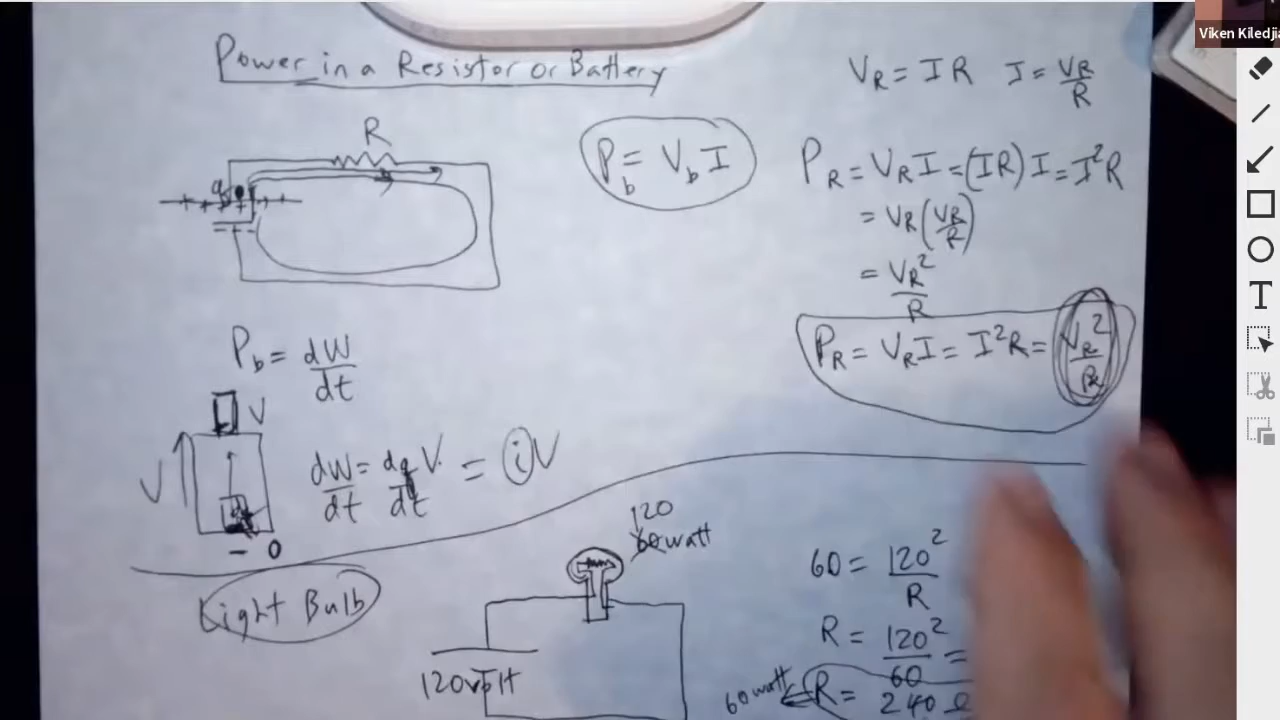 Viken Kiledji
Power in a Resistor or Battery
V_R = IR I = V_R/R
R
q
+ + + + + +
= = -
P_b = V_b I
P_R = V_R I = (IR) I = I²R
= V_R (V_R/R)
= V_R²/R
P_R = V_R I = I²R = V_R²/R
P_b = dW/dt
V
V
dW/dt = dq/dt V = iV
- 0
Light Bulb
120
60 watt
120 volt
60 = 120²/R
R = 120²/60 =
60 watt ← R = 240 Ω
T